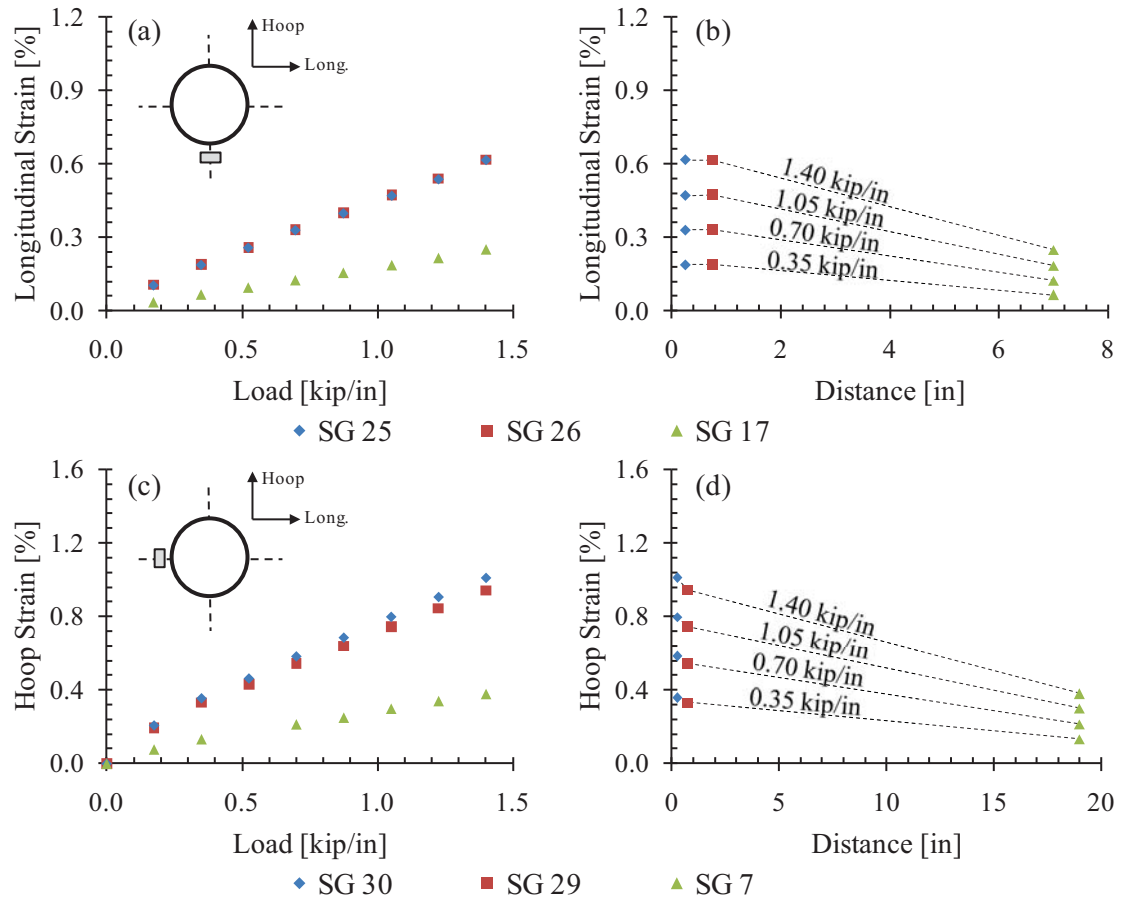 (a)
Hoop
Long.
Longitudinal Strain [%]
1.2
0.9
0.6
0.3
0.0
0.0 0.5 1.0 1.5
Load [kip/in]
(b)
Longitudinal Strain [%]
1.2
0.9
0.6
0.3
0.0
1.40 kip/in
1.05 kip/in
0.70 kip/in
0.35 kip/in
0 2 4 6 8
Distance [in]
SG 25 SG 26 SG 17
(c)
Hoop
Long.
Hoop Strain [%]
1.6
1.2
0.8
0.4
0.0
0.0 0.5 1.0 1.5
Load [kip/in]
(d)
Hoop Strain [%]
1.6
1.2
0.8
0.4
0.0
1.40 kip/in
1.05 kip/in
0.70 kip/in
0.35 kip/in
0 5 10 15 20
Distance [in]
SG 30 SG 29 SG 7